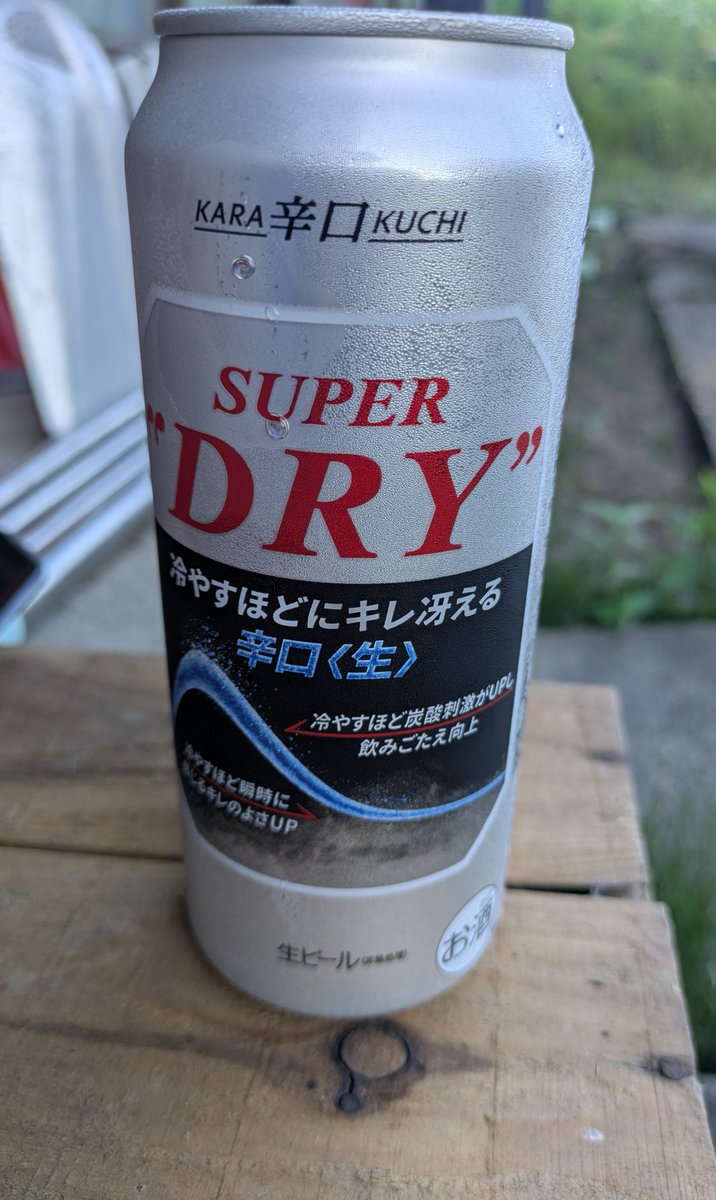 KARA 辛口 KUCHI
SUPER
"DRY"
冷やすほどにキレ冴える
辛口〈生〉
冷やすほど炭酸刺激がUPし
飲みごたえ向上
冷やすほど瞬時に
キレのよさUP
生ビール
お酒